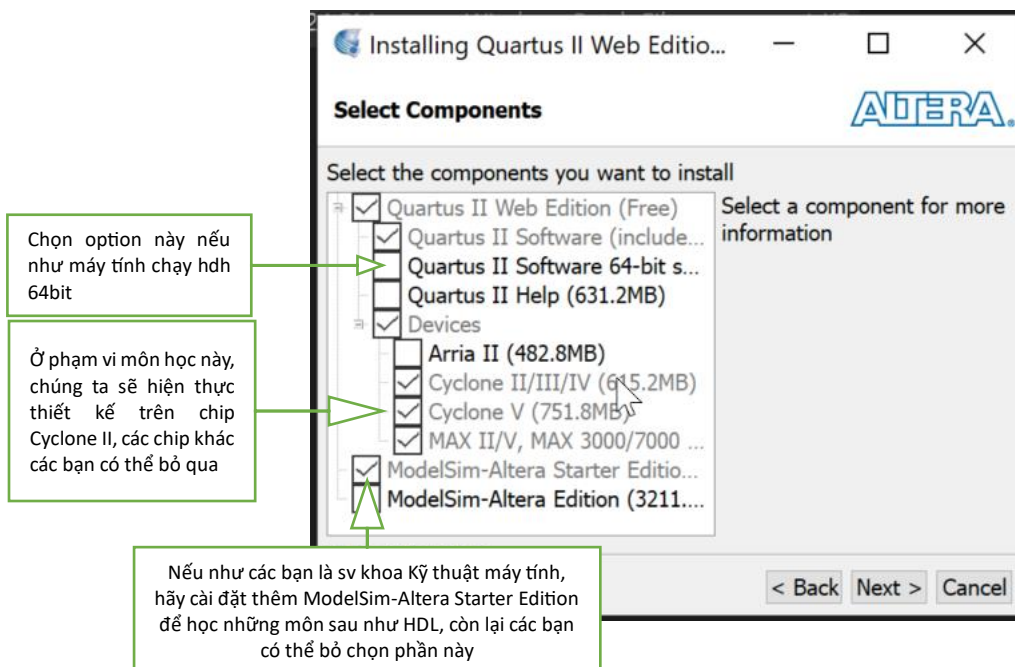 Installing Quartus II Web Editio...
Select Components
ALTERA®
Select the components you want to install
Quartus II Web Edition (Free)
Quartus II Software (include...
Quartus II Software 64-bit s...
Quartus II Help (631.2MB)
Devices
Arria II (482.8MB)
Cyclone II/III/IV (615.2MB)
Cyclone V (751.8MB)
MAX II/V, MAX 3000/7000 ...
ModelSim-Altera Starter Editio...
ModelSim-Altera Edition (3211....
Select a component for more
information
Chọn option này nếu
như máy tính chạy hdh
64bit
Ở phạm vi môn học này,
chúng ta sẽ hiện thực
thiết kế trên chip
Cyclone II, các chip khác
các bạn có thể bỏ qua
Nếu như các bạn là sv khoa Kỹ thuật máy tính,
hãy cài đặt thêm ModelSim-Altera Starter Edition
để học những môn sau như HDL, còn lại các bạn
có thể bỏ chọn phần này
< Back
Next >
Cancel